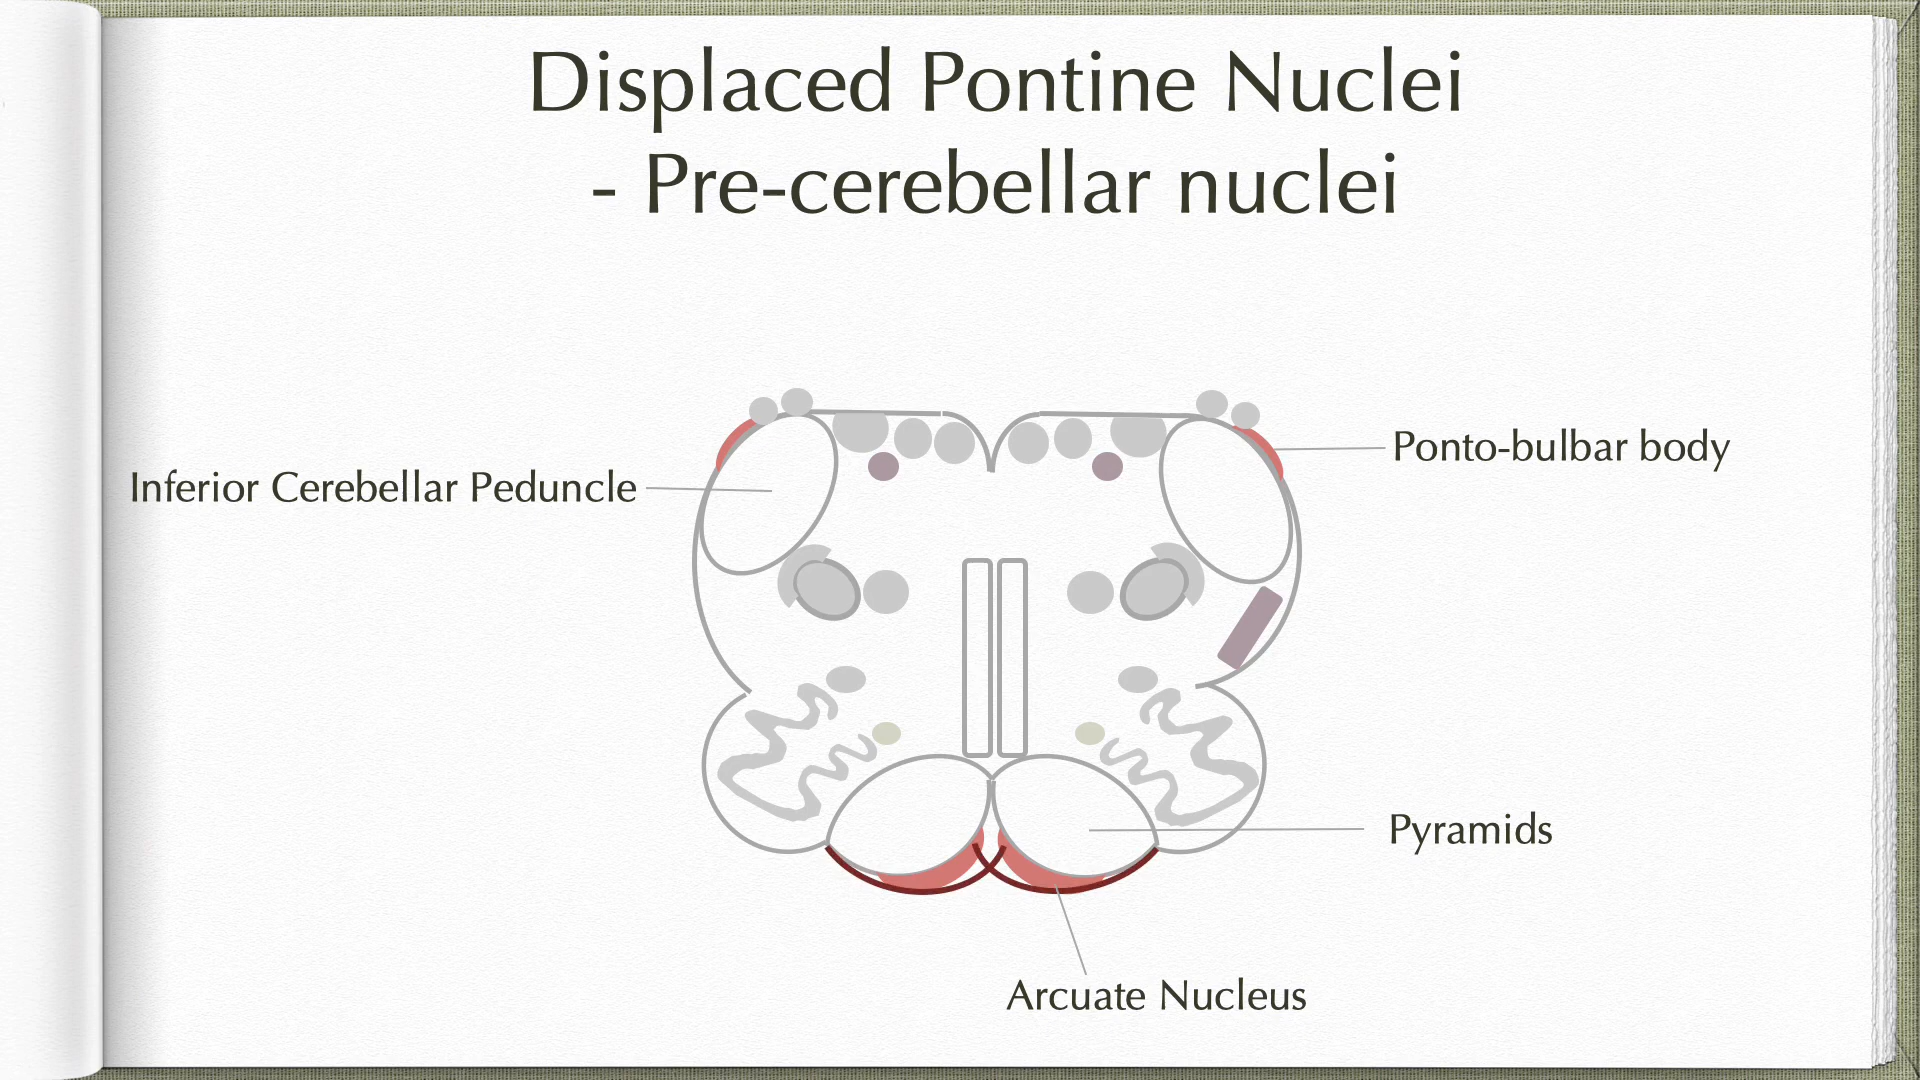 Displaced Pontine Nuclei
- Pre-cerebellar nuclei
Ponto-bulbar body
Inferior Cerebellar Peduncle
Pyramids
Arcuate Nucleus